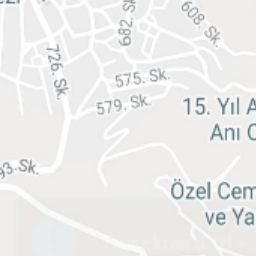 608. Sk.
682. Sk.
726. Sk.
575. Sk.
579. Sk.
15. Yıl
Anı
93. Sk.
Özel Cem
ve Ya